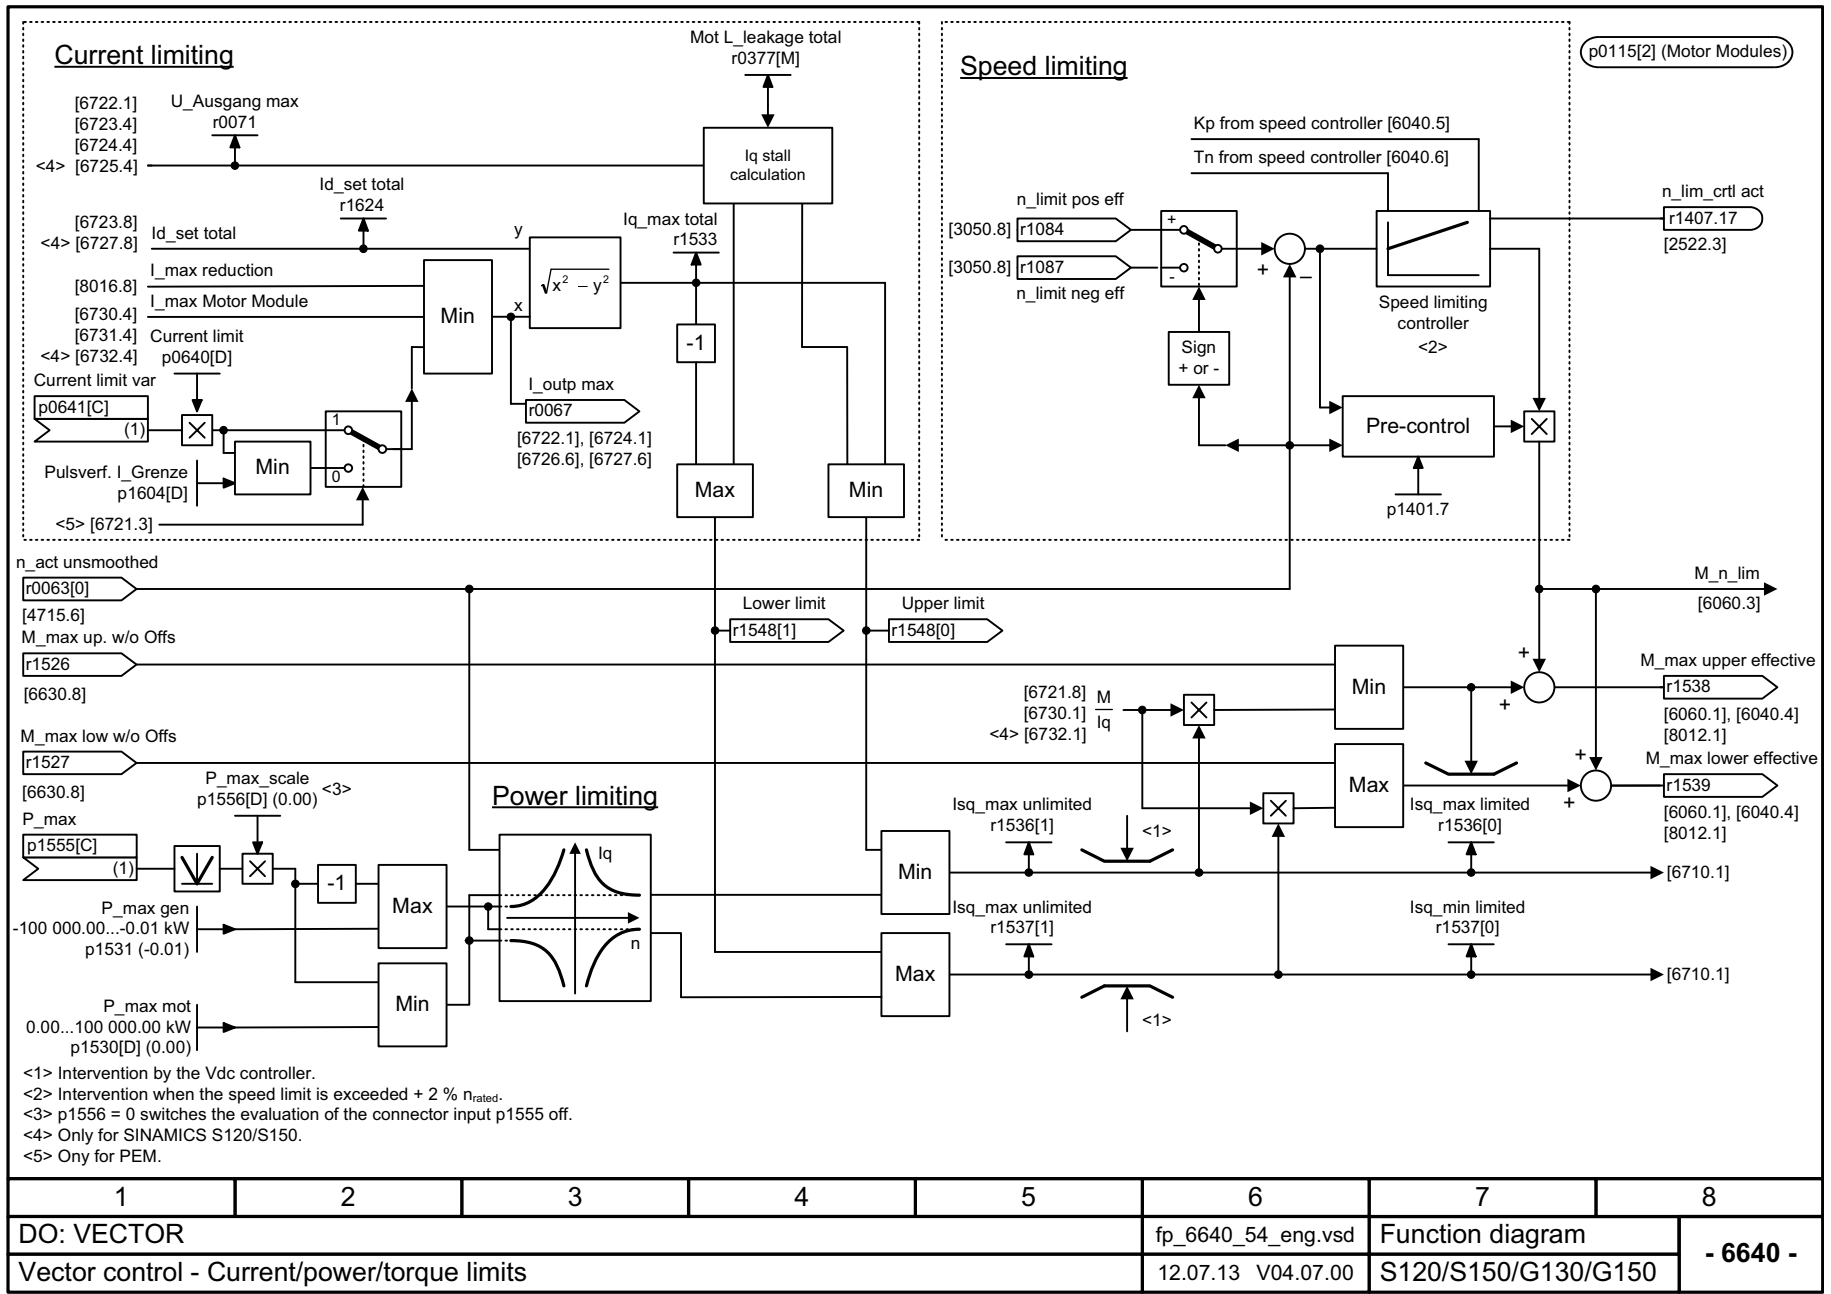 Current limiting
Mot L_leakage total
r0377[M]
[6722.1]
[6723.4]
[6724.4]
<4> [6725.4]
U_Ausgang max
r0071
Iq stall
calculation
Id_set total
r1624
[6723.8]
<4> [6727.8]
Id_set total
y
Iq_max total
r1533
I_max reduction
[8016.8]
I_max Motor Module
[6730.4]
[6731.4]
<4> [6732.4]
Min
x
√x² – y²
-1
Current limit
p0640[D]
Current limit var
p0641[C]
(1)
I_outp max
r0067
[6722.1], [6724.1]
[6726.6], [6727.6]
1
0
Min
Pulsverf. I_Grenze
p1604[D]
<5> [6721.3]
Max
Min
Speed limiting
p0115[2] (Motor Modules)
Kp from speed controller [6040.5]
Tn from speed controller [6040.6]
n_limit pos eff
[3050.8]
r1084
[3050.8]
r1087
n_limit neg eff
+
-
+
–
n_lim_crtl act
r1407.17
[2522.3]
Speed limiting
controller
<2>
Sign
+ or -
Pre-control
p1401.7
n_act unsmoothed
r0063[0]
[4715.6]
M_max up. w/o Offs
r1526
[6630.8]
Lower limit
r1548[1]
Upper limit
r1548[0]
M_n_lim
[6060.3]
[6721.8]
[6730.1]
<4> [6732.1]
M
Iq
Min
+
+
M_max upper effective
r1538
[6060.1], [6040.4]
[8012.1]
M_max low w/o Offs
r1527
[6630.8]
Max
+
+
M_max lower effective
r1539
[6060.1], [6040.4]
[8012.1]
P_max_scale
p1556[D] (0.00)
<3>
P_max
p1555[C]
(1)
Power limiting
-1
Max
Iq
n
P_max gen
-100 000.00...-0.01 kW
p1531 (-0.01)
Min
P_max mot
0.00...100 000.00 kW
p1530[D] (0.00)
Min
Isq_max unlimited
r1536[1]
<1>
Isq_max limited
r1536[0]
[6710.1]
Max
Isq_max unlimited
r1537[1]
<1>
Isq_min limited
r1537[0]
[6710.1]
<1> Intervention by the Vdc controller.
<2> Intervention when the speed limit is exceeded + 2 % nrated.
<3> p1556 = 0 switches the evaluation of the connector input p1555 off.
<4> Only for SINAMICS S120/S150.
<5> Ony for PEM.
1 2 3 4 5 6 7 8
DO: VECTOR
fp_6640_54_eng.vsd
Function diagram
- 6640 -
Vector control - Current/power/torque limits
12.07.13 V04.07.00
S120/S150/G130/G150